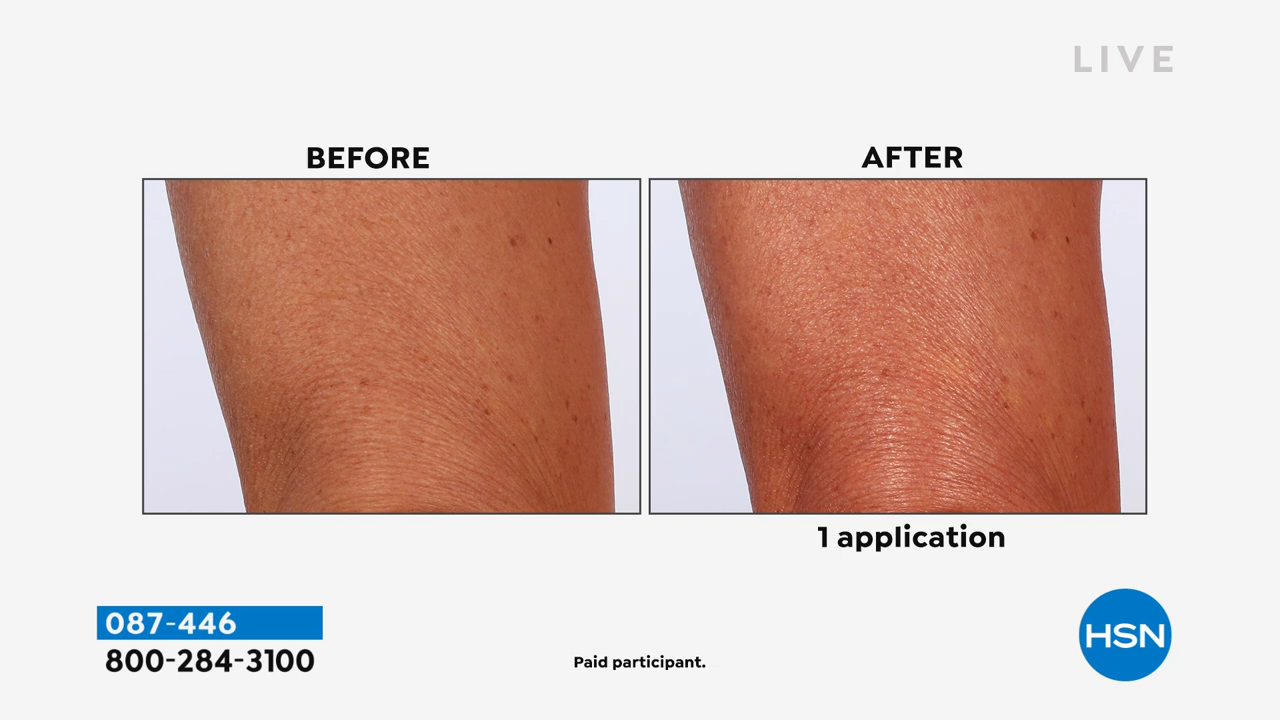 LIVE
BEFORE
AFTER
1 application
087-446
800-284-3100
Paid participant.
HSN